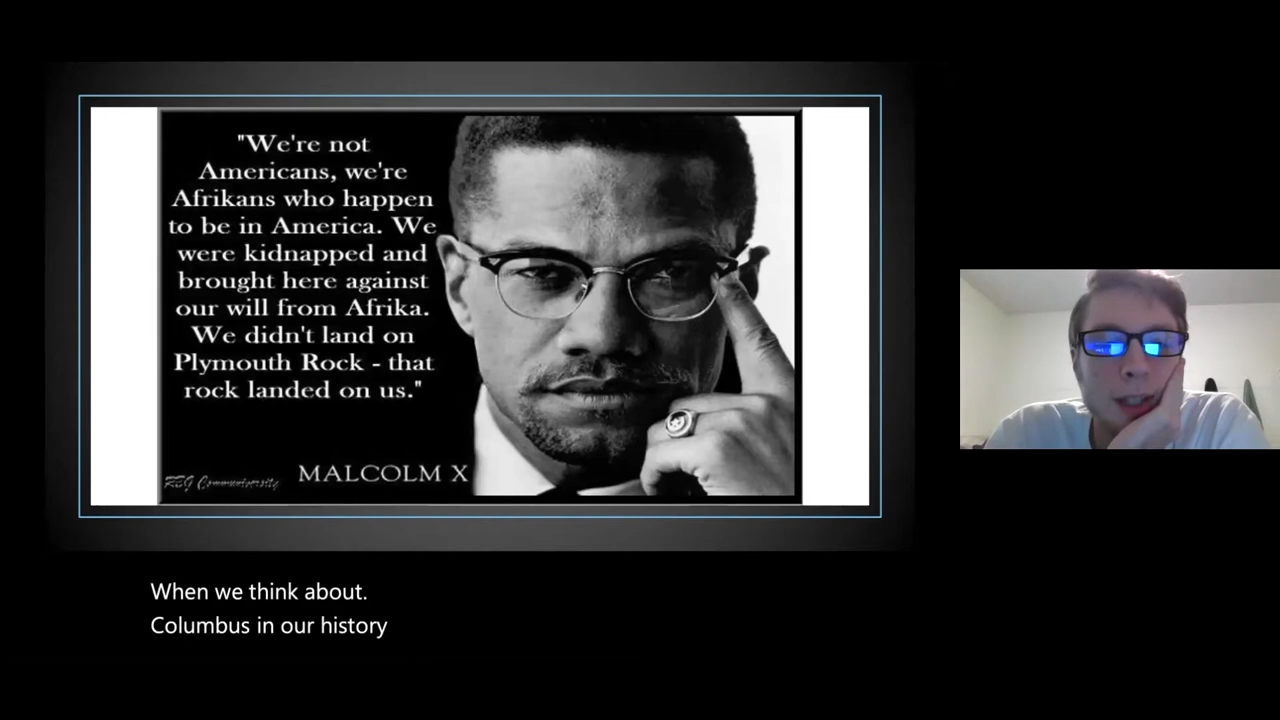 "We're not
Americans, we're
Afrikans who happen
to be in America. We
were kidnapped and
brought here against
our will from Afrika.
We didn't land on
Plymouth Rock - that
rock landed on us."
MALCOLM X
RBG Communiversity
When we think about.
Columbus in our history